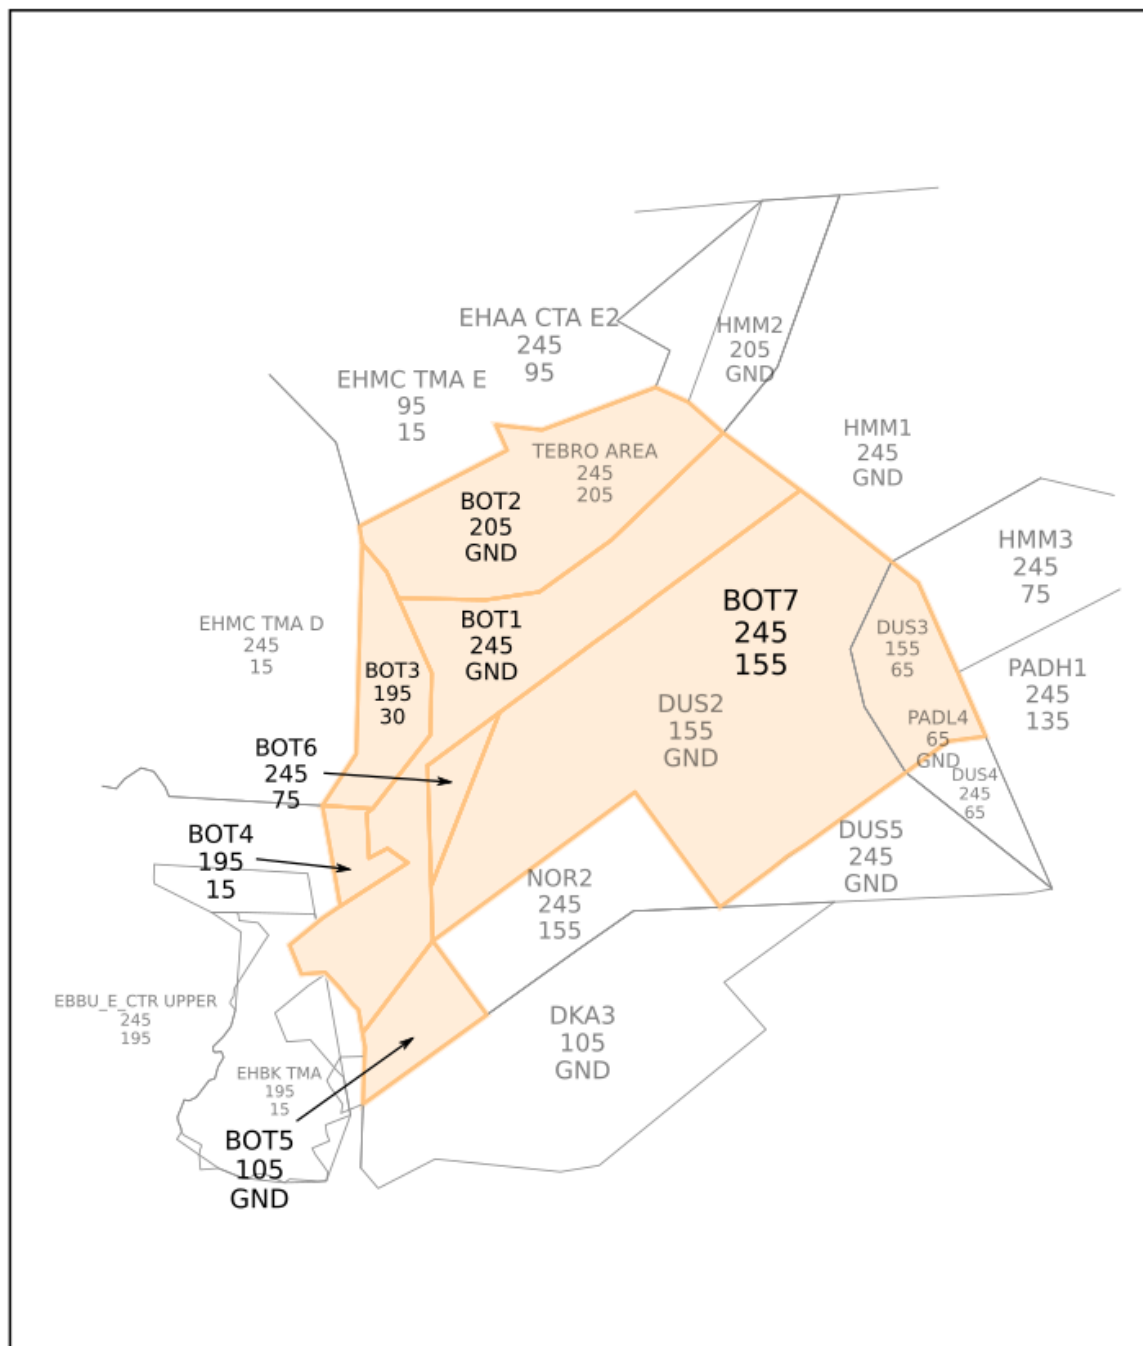 EHAA CTA E2
245
95
HMM2
205
GND
EHMC TMA E
95
15
HMM1
245
GND
TEBRO AREA
245
205
BOT2
205
GND
HMM3
245
75
BOT7
245
155
BOT1
245
GND
EHMC TMA D
245
15
DUS3
155
65
BOT3
195
30
PADH1
245
135
DUS2
155
GND
PADL4
65
GND
BOT6
245
75
DUS4
245
65
BOT4
195
15
DUS5
245
GND
NOR2
245
155
EBBU_E_CTR UPPER
245
195
DKA3
105
GND
EHBK TMA
195
15
BOT5
105
GND